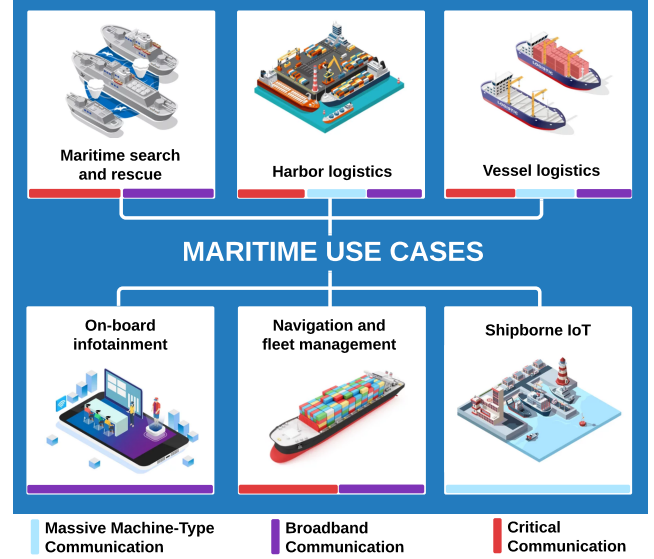 Maritime search
and rescue
Harbor logistics
Vessel logistics
MARITIME USE CASES
On-board
infotainment
Navigation and
fleet management
Shipborne IoT
Massive Machine-Type
Communication
Broadband
Communication
Critical
Communication